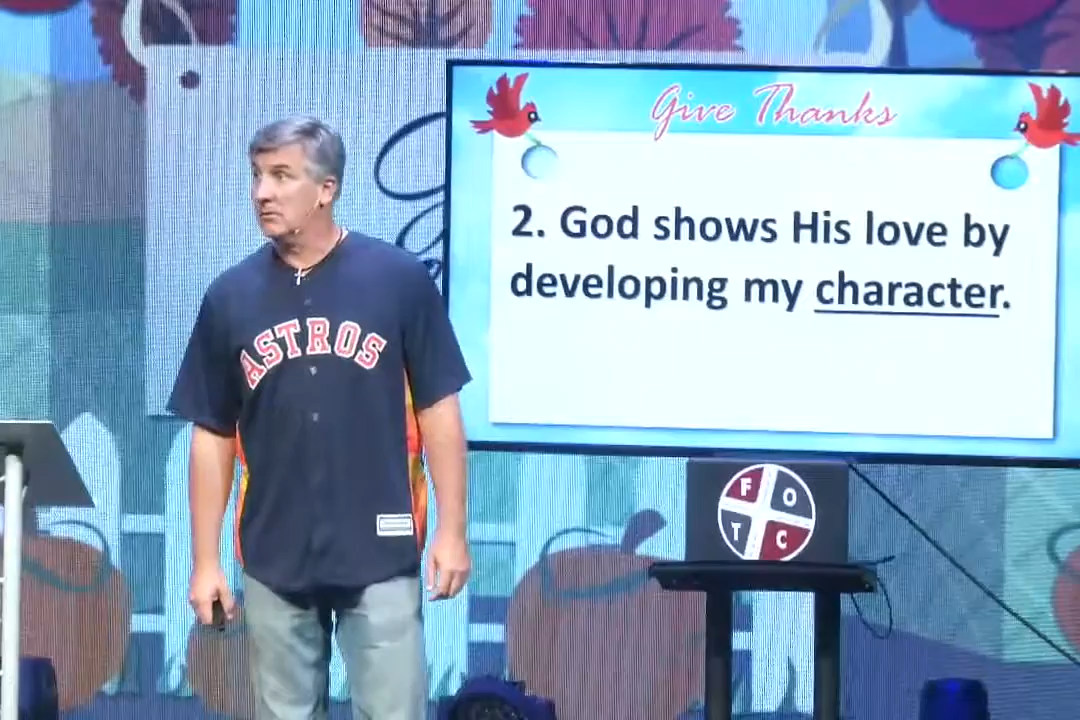 Give Thanks
2. God shows His love by
developing my character.
ASTROS
F O
T C